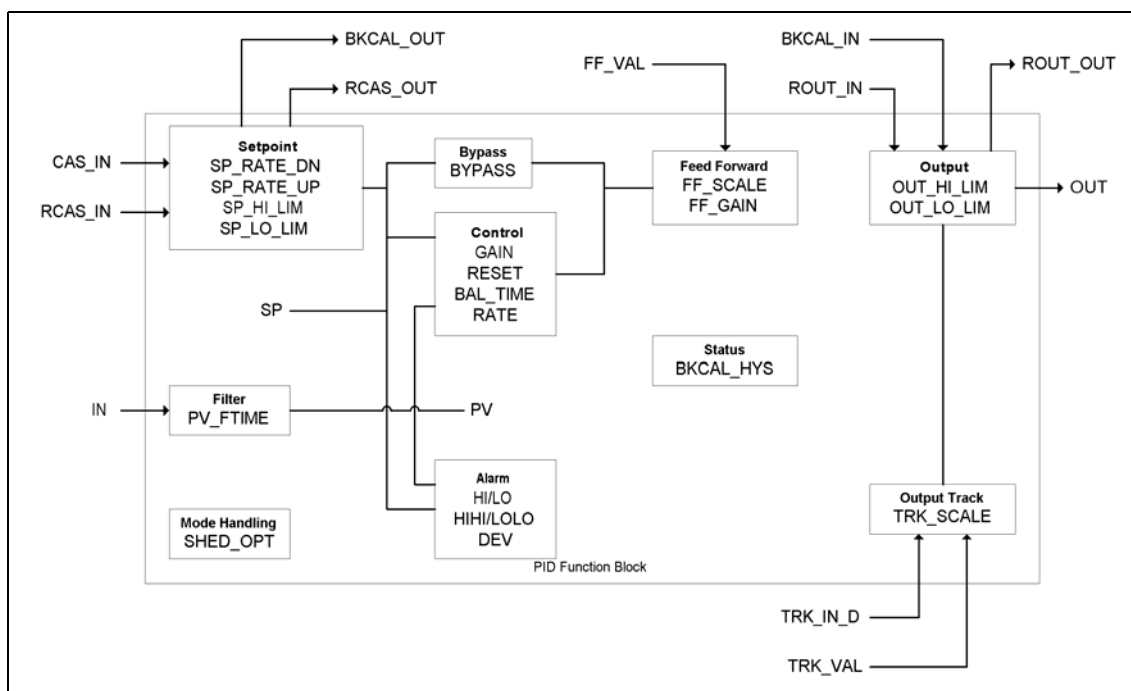 BKCAL_OUT
BKCAL_IN
FF_VAL
ROUT_OUT
RCAS_OUT
ROUT_IN
CAS_IN
RCAS_IN
Setpoint
SP_RATE_DN
SP_RATE_UP
SP_HI_LIM
SP_LO_LIM
Bypass
BYPASS
Feed Forward
FF_SCALE
FF_GAIN
Output
OUT_HI_LIM
OUT_LO_LIM
OUT
Control
GAIN
RESET
BAL_TIME
RATE
SP
Status
BKCAL_HYS
IN
Filter
PV_FTIME
PV
Alarm
HI/LO
HIHI/LOLO
DEV
Output Track
TRK_SCALE
Mode Handling
SHED_OPT
PID Function Block
TRK_IN_D
TRK_VAL